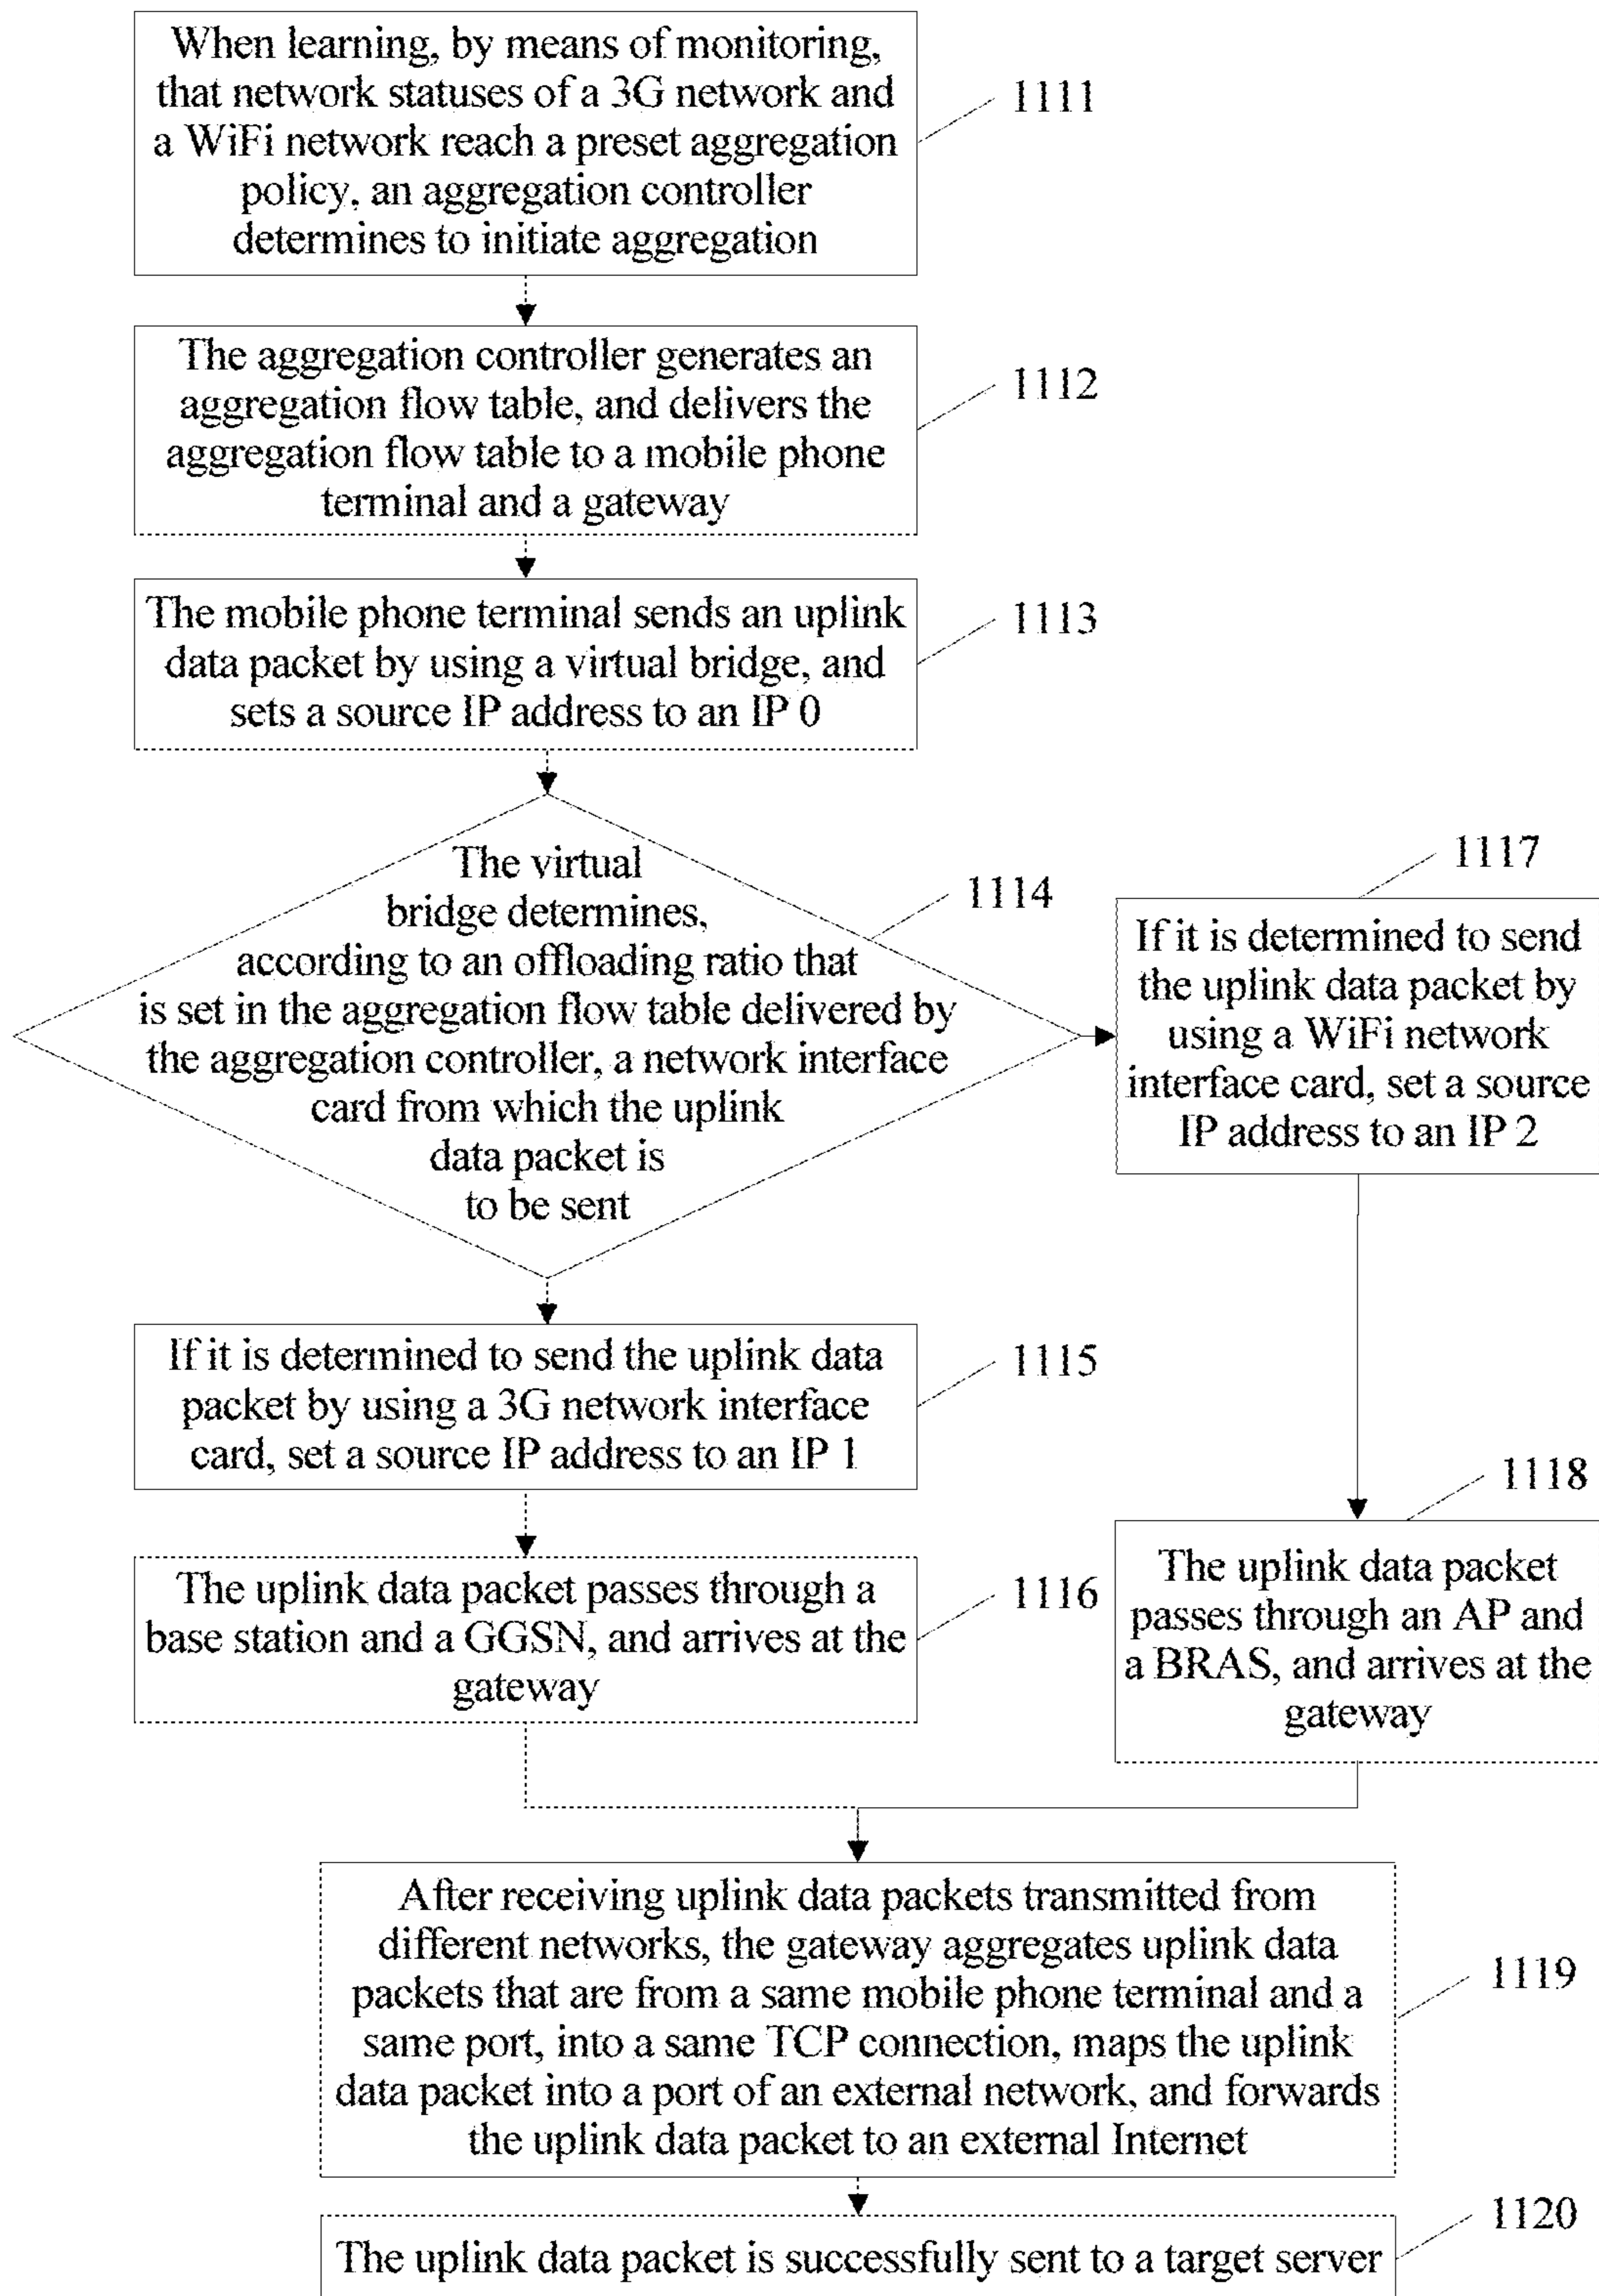 When learning, by means of monitoring,
that network statuses of a 3G network and
a WiFi network reach a preset aggregation
policy, an aggregation controller
determines to initiate aggregation
1111
The aggregation controller generates an
aggregation flow table, and delivers the
aggregation flow table to a mobile phone
terminal and a gateway
1112
The mobile phone terminal sends an uplink
data packet by using a virtual bridge, and
sets a source IP address to an IP 0
1113
The virtual
bridge determines,
according to an offloading ratio that
is set in the aggregation flow table delivered by
the aggregation controller, a network interface
card from which the uplink
data packet is
to be sent
1114
If it is determined to send the uplink data
packet by using a 3G network interface
card, set a source IP address to an IP 1
1115
The uplink data packet passes through a
base station and a GGSN, and arrives at the
gateway
1116
1117
If it is determined to send
the uplink data packet by
using a WiFi network
interface card, set a source
IP address to an IP 2
1118
The uplink data packet
passes through an AP and
a BRAS, and arrives at the
gateway
After receiving uplink data packets transmitted from
different networks, the gateway aggregates uplink data
packets that are from a same mobile phone terminal and a
same port, into a same TCP connection, maps the uplink
data packet into a port of an external network, and forwards
the uplink data packet to an external Internet
1119
The uplink data packet is successfully sent to a target server
1120